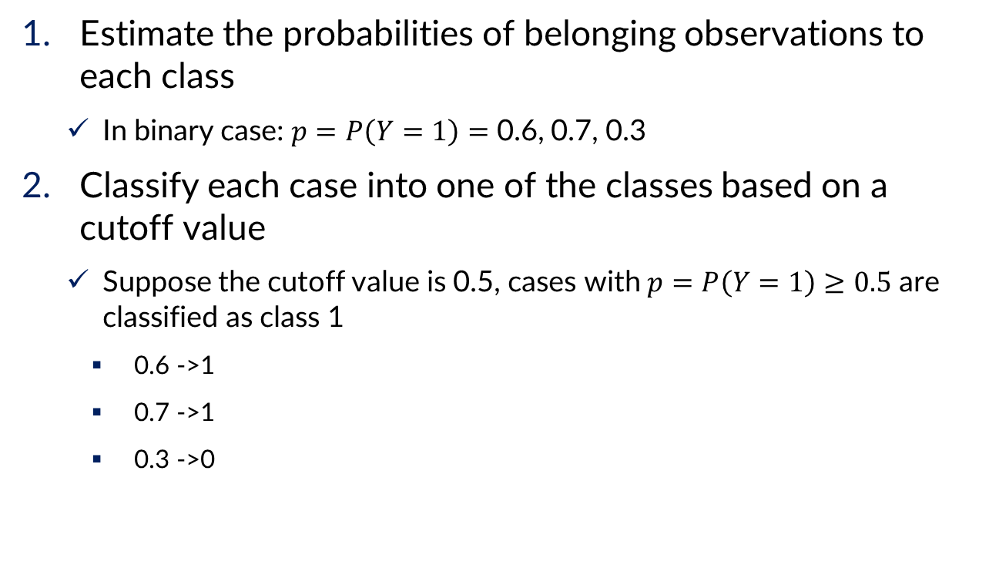 1. Estimate the probabilities of belonging observations to
each class
✓ In binary case: 𝑝 = 𝑃(𝑌 = 1) = 0.6, 0.7, 0.3
2. Classify each case into one of the classes based on a
cutoff value
✓ Suppose the cutoff value is 0.5, cases with 𝑝 = 𝑃(𝑌 = 1) ≥ 0.5 are
classified as class 1
▪ 0.6 ->1
▪ 0.7 ->1
▪ 0.3 ->0